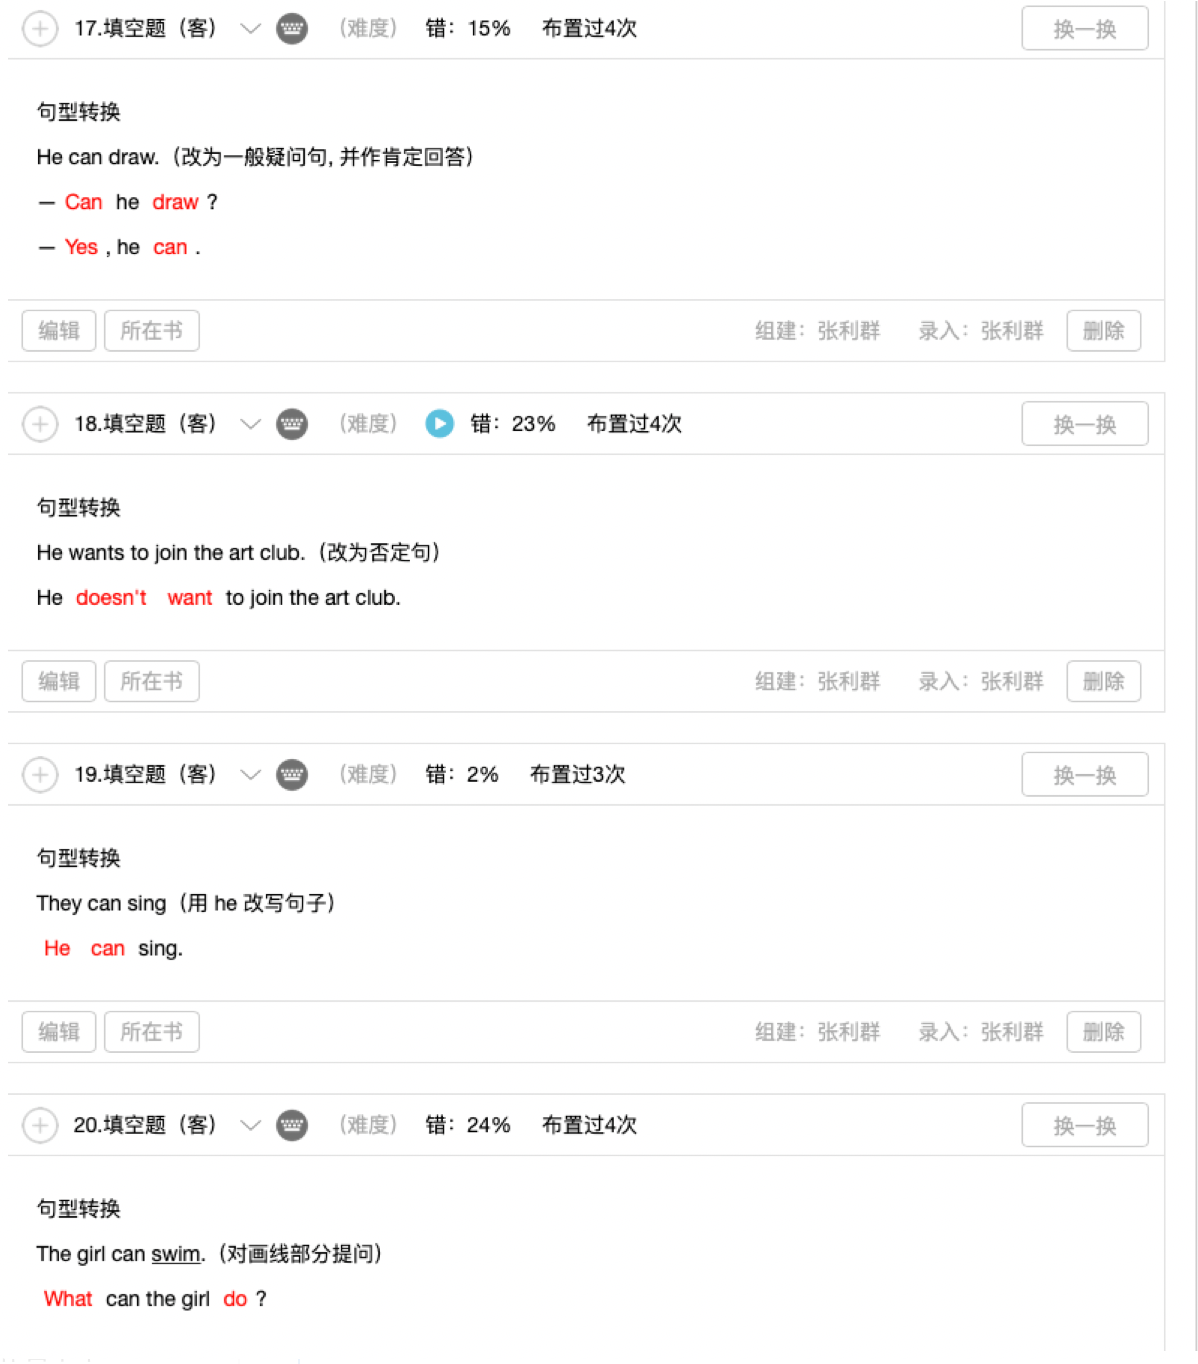 17.填空题（客） （难度） 错：15% 布置过4次 换一换
句型转换
He can draw.（改为一般疑问句, 并作肯定回答）
— Can he draw ?
— Yes , he can .
编辑 所在书 组建：张利群 录入：张利群 删除
18.填空题（客） （难度） 错：23% 布置过4次 换一换
句型转换
He wants to join the art club.（改为否定句）
He doesn't want to join the art club.
编辑 所在书 组建：张利群 录入：张利群 删除
19.填空题（客） （难度） 错：2% 布置过3次 换一换
句型转换
They can sing（用 he 改写句子）
He can sing.
编辑 所在书 组建：张利群 录入：张利群 删除
20.填空题（客） （难度） 错：24% 布置过4次 换一换
句型转换
The girl can swim.（对画线部分提问）
What can the girl do ?